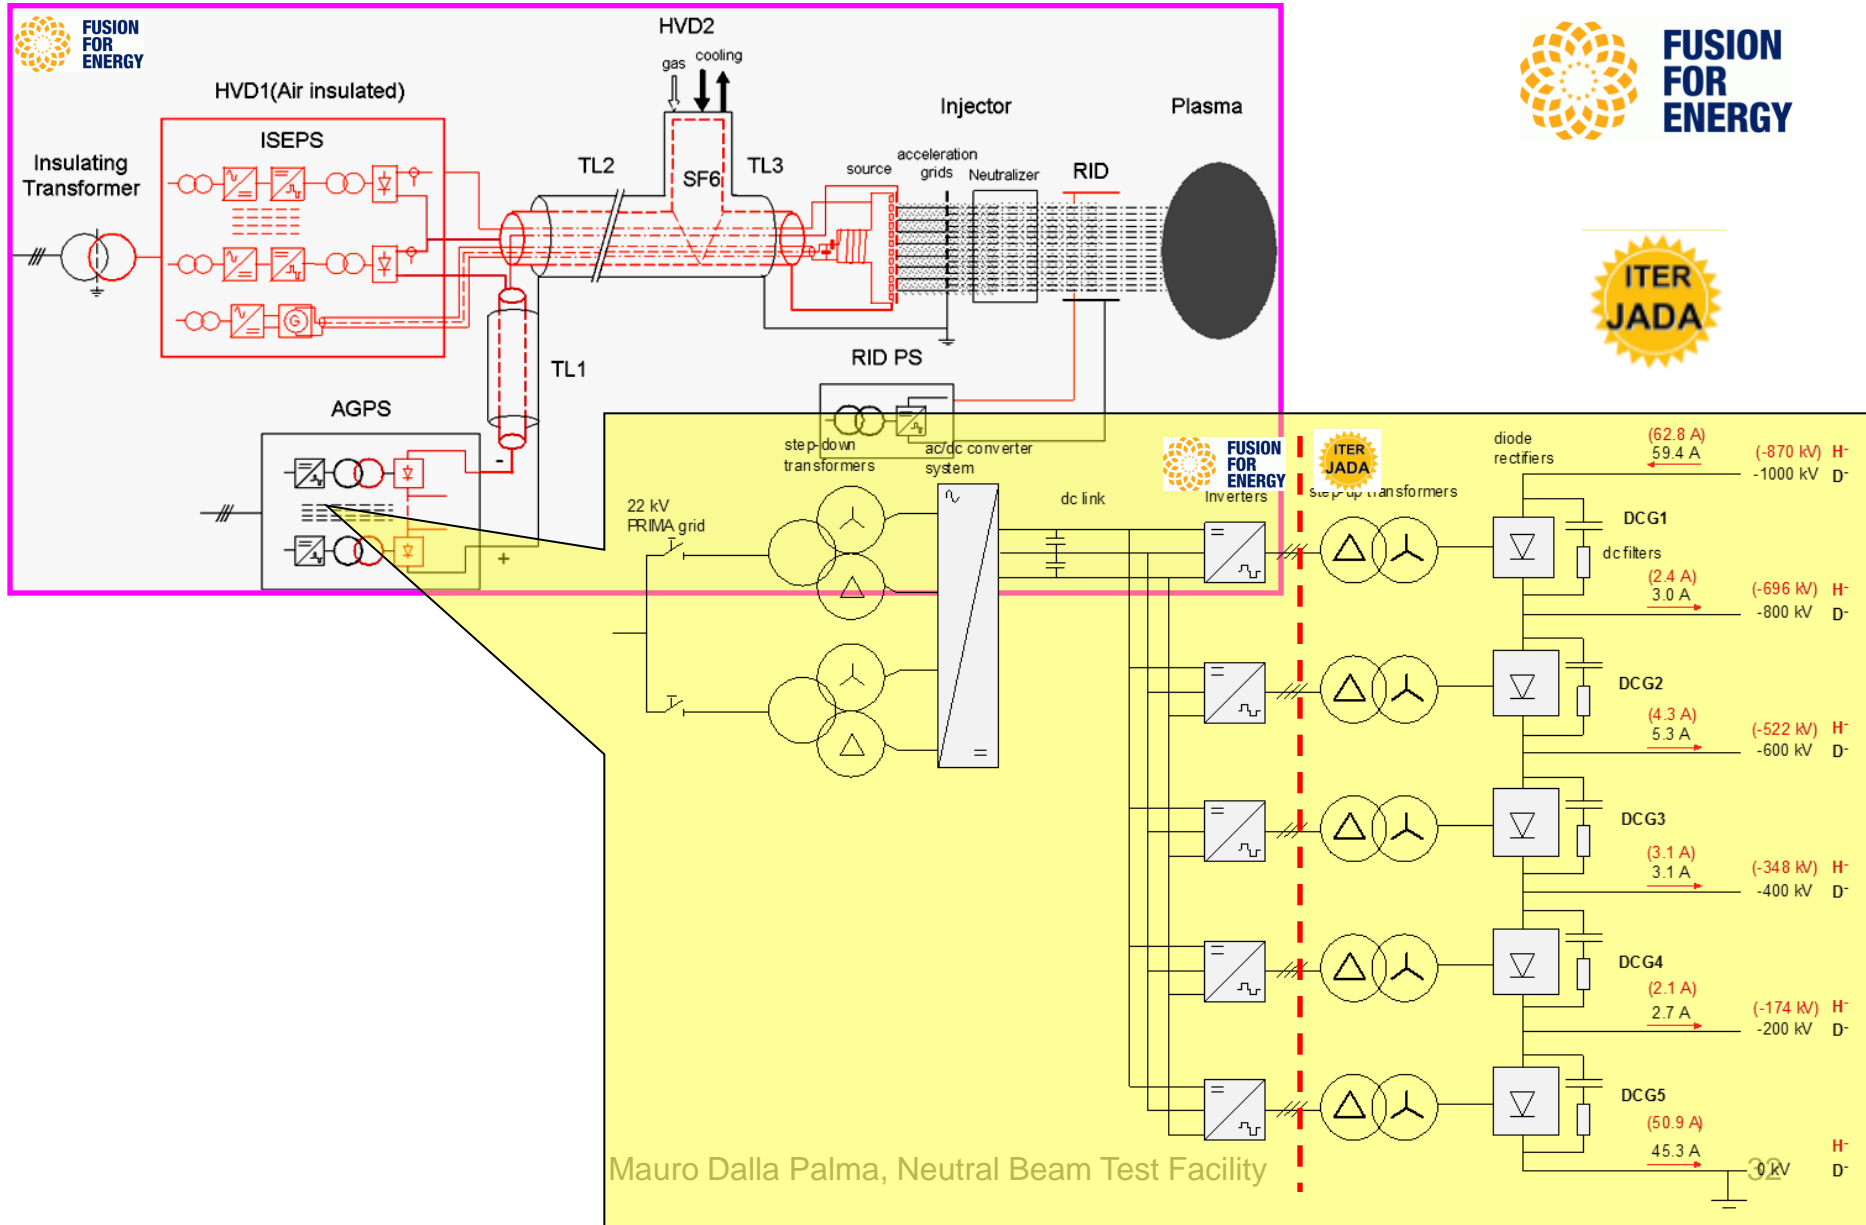 FUSION
FOR
ENERGY
HVD2
gas
cooling
HVD1(Air insulated)
ISEPS
Insulating
Transformer
TL2
SF6
TL3
Injector
Plasma
source
acceleration
grids
Neutralizer
RID
G
TL1
RID PS
AGPS
-
+
FUSION
FOR
ENERGY
ITER
JADA
step-down
transformers
ac/dc converter
system
FUSION
FOR
ENERGY
ITER
JADA
22 kV
PRIMA grid
dc link
Inverters
step-up transformers
diode
rectifiers
(62.8 A)
59.4 A
(-870 kV) H-
-1000 kV D-
DCG1
dc filters
(2.4 A)
3.0 A
(-696 kV) H-
-800 kV D-
DCG2
(4.3 A)
5.3 A
(-522 kV) H-
-600 kV D-
DCG3
(3.1 A)
3.1 A
(-348 kV) H-
-400 kV D-
DCG4
(2.1 A)
2.7 A
(-174 kV) H-
-200 kV D-
DCG5
(50.9 A)
45.3 A
H-
0 kV D-
Mauro Dalla Palma, Neutral Beam Test Facility
32